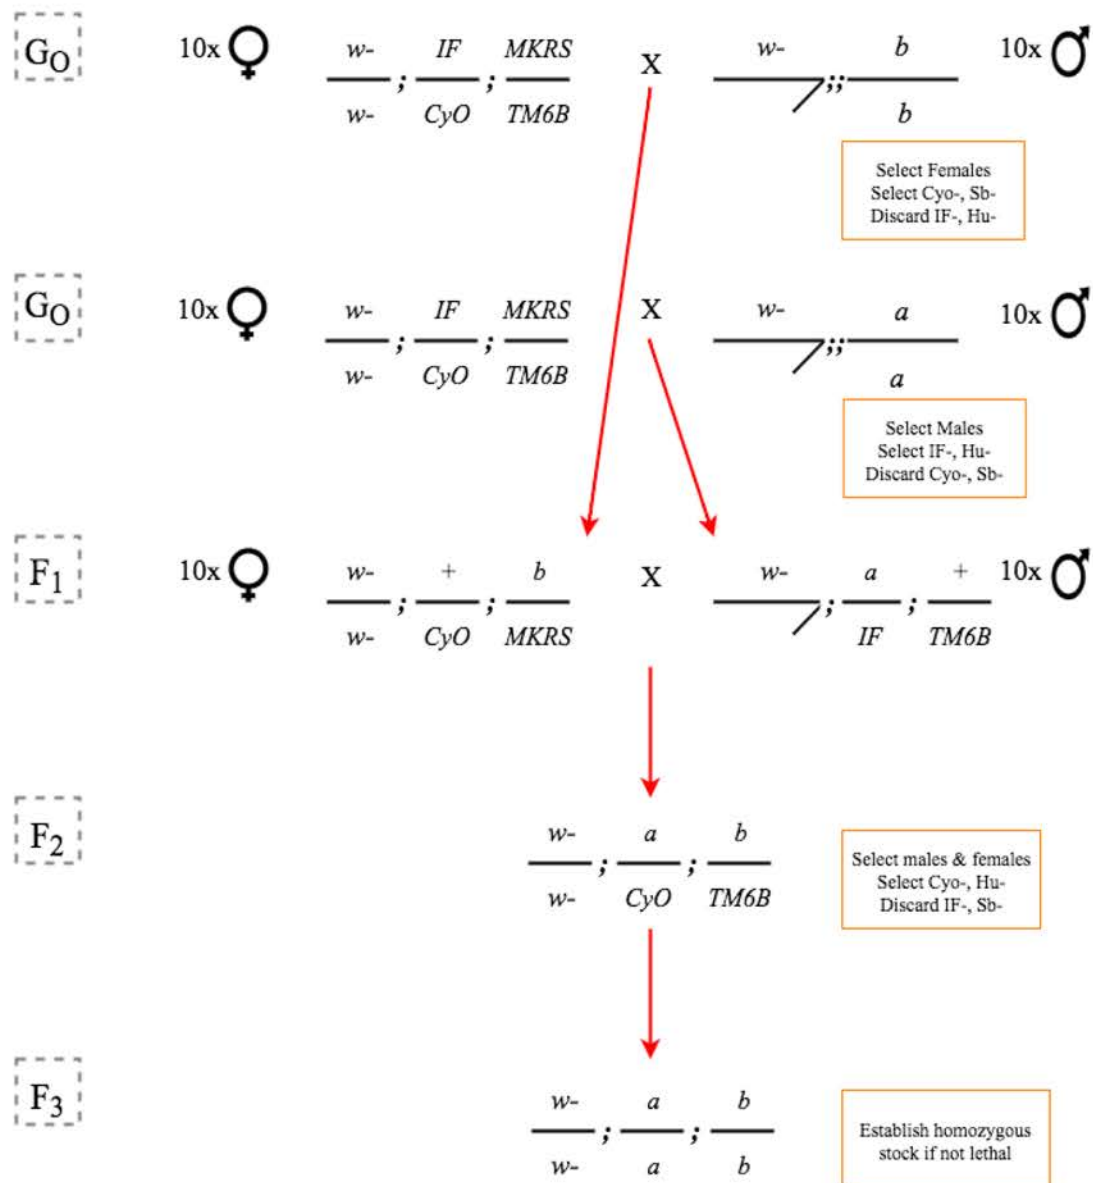 G0
10x w- ; IF ; MKRS X w- ;; b 10x
w- CyO TM6B b
Select Females
Select Cyo-, Sb-
Discard IF-, Hu-
G0
10x w- ; IF ; MKRS X w- ;; a 10x
w- CyO TM6B a
Select Males
Select IF-, Hu-
Discard Cyo-, Sb-
F1
10x w- ; + ; b X w- ; a ; + 10x
w- CyO MKRS IF TM6B
F2
w- ; a ; b
w- CyO TM6B
Select males & females
Select Cyo-, Hu-
Discard IF-, Sb-
F3
w- ; a ; b
w- a b
Establish homozygous
stock if not lethal